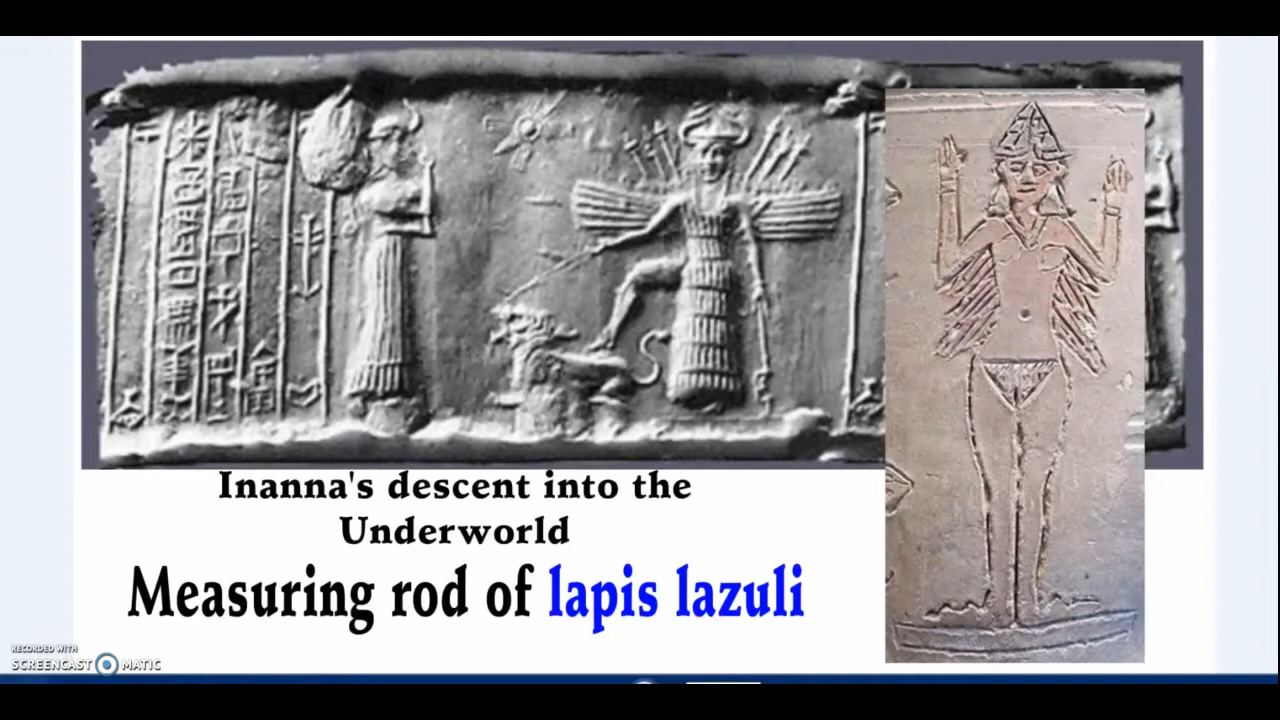 Inanna's descent into the
Underworld
Measuring rod of lapis lazuli
RECORDED WITH
SCREENCAST MATIC